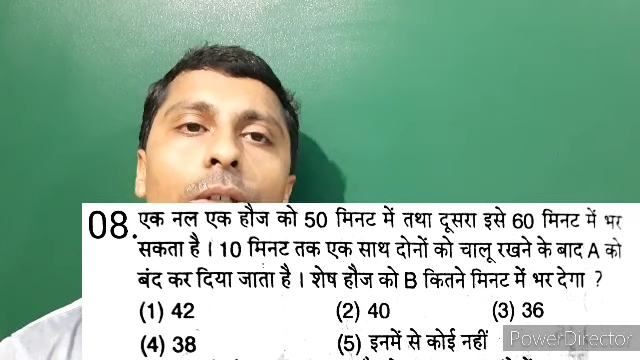 08. एक नल एक हौज को 50 मिनट में तथा दूसरा इसे 60 मिनट में भर
सकता है । 10 मिनट तक एक साथ दोनों को चालू रखने के बाद A को
बंद कर दिया जाता है । शेष हौज को B कितने मिनट में भर देगा ?
(1) 42 (2) 40 (3) 36
(4) 38 (5) इनमें से कोई नहीं
PowerDirector